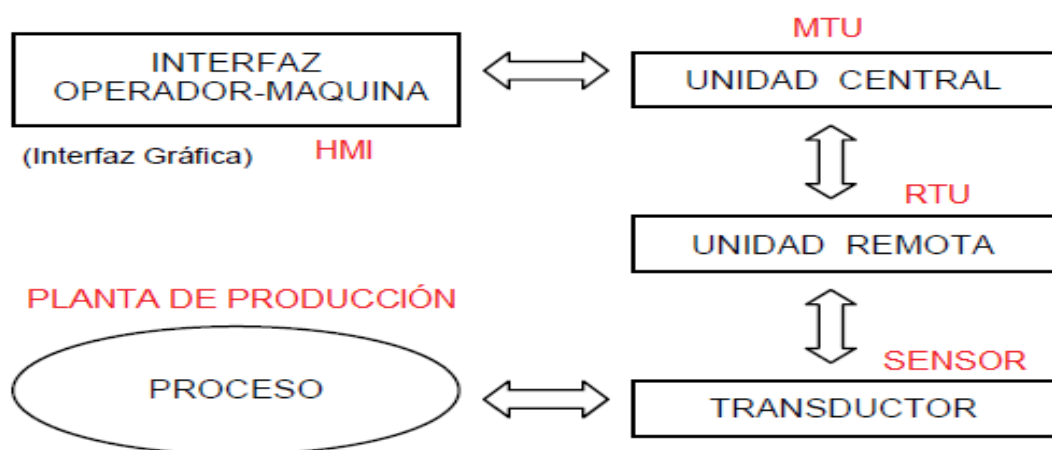 MTU
INTERFAZ
OPERADOR-MAQUINA
UNIDAD CENTRAL
(Interfaz Gráfica) HMI
RTU
UNIDAD REMOTA
PLANTA DE PRODUCCIÓN
SENSOR
PROCESO
TRANSDUCTOR